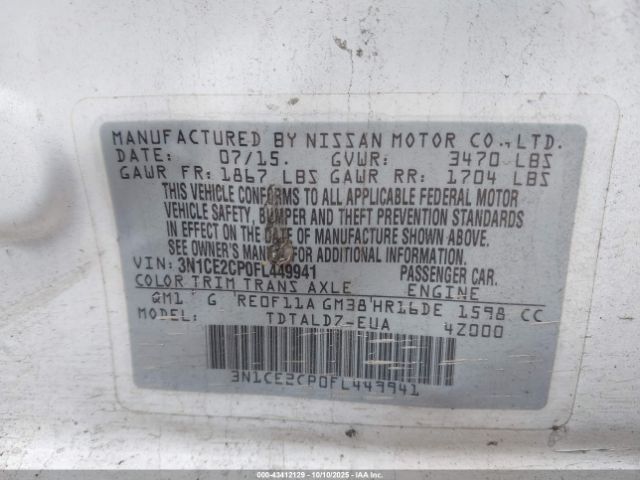 MANUFACTURED BY NISSAN MOTOR CO., LTD.
DATE: 07/15. GVWR: 3470 LBS
GAWR FR: 1867 LBS GAWR RR: 1704 LBS
THIS VEHICLE CONFORMS TO ALL APPLICABLE FEDERAL MOTOR
VEHICLE SAFETY, BUMPER AND THEFT PREVENTION STANDARDS
IN EFFECT ON THE DATE OF MANUFACTURE SHOWN ABOVE.
SEE OWNER'S MANUAL FOR ADDITIONAL INFORMATION
VIN: 3N1CE2CP0FL449941 PASSENGER CAR.
COLOR TRIM TRANS AXLE ENGINE
QM1 G RE0F11A GM38 HR16DE 1598 CC
MODEL: TDTALD7-EUA 4Z000
3N1CE2CP0FL449941
000-43412129 - 10/10/2025 - IAAI.COM